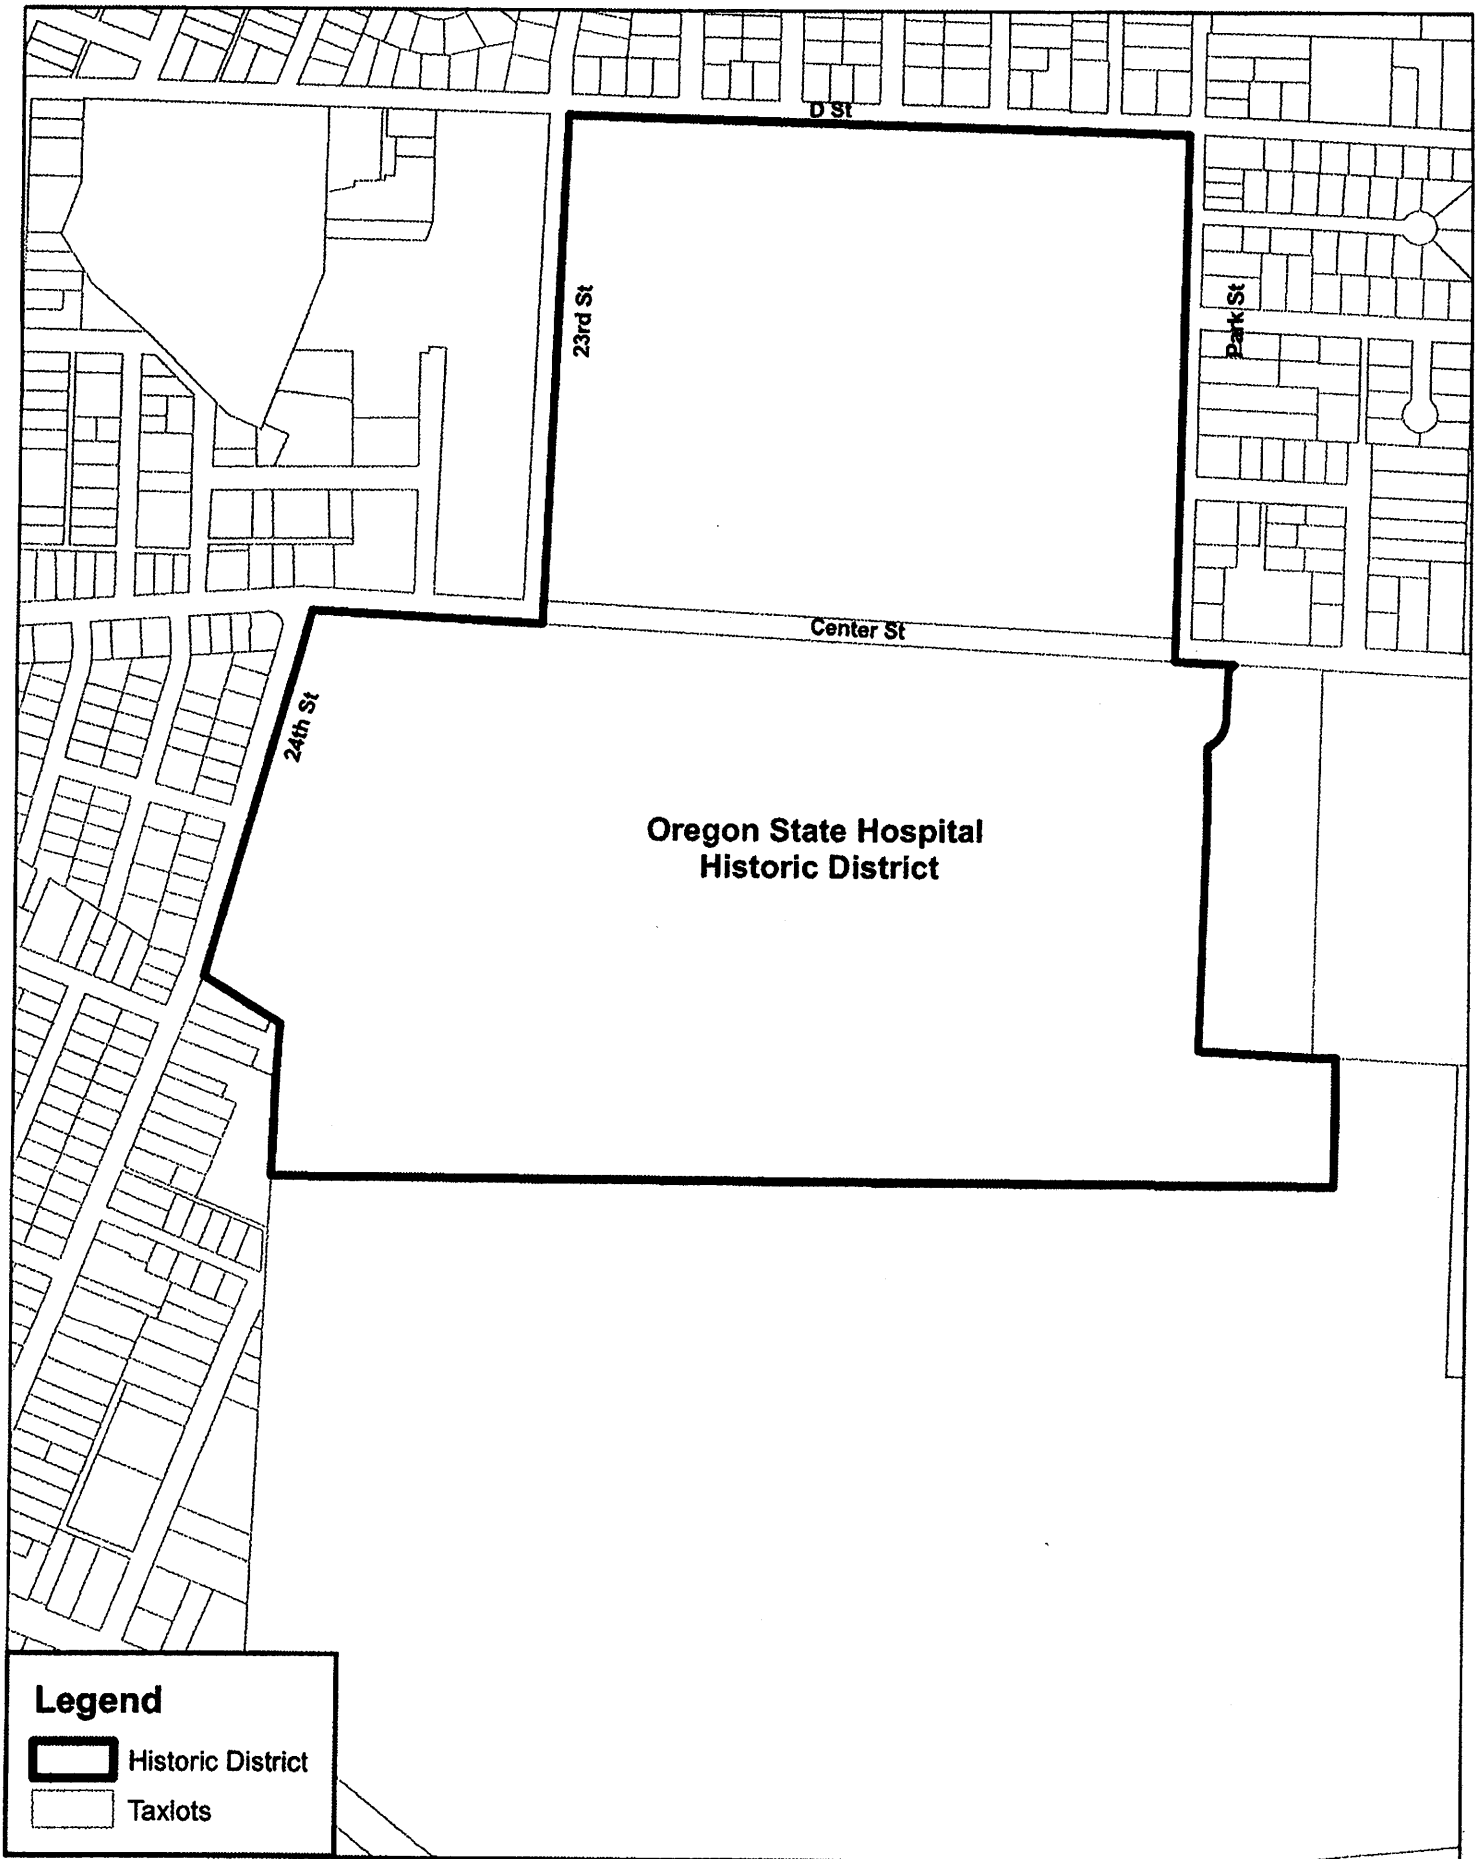 D St
23rd St
Park St
Center St
24th St
Oregon State Hospital
Historic District
Legend
Historic District
Taxlots